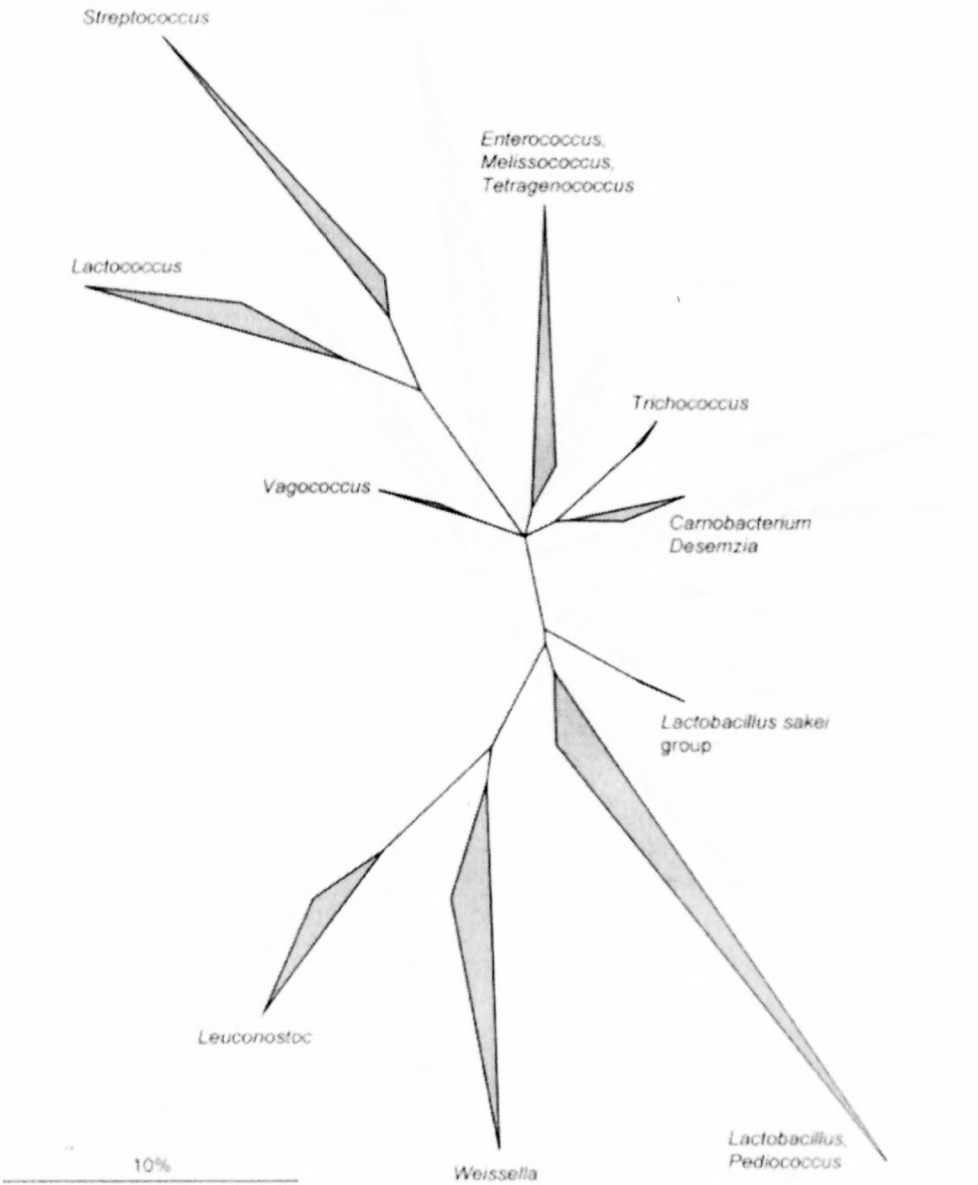 Streptococcus
Enterococcus,
Melissococcus,
Tetragenococcus
Lactococcus
Trichococcus
Vagococcus
Carnobacterium
Desemzia
Lactobacillus sakei
group
Leuconostoc
Lactobacillus,
Pediococcus
10%
Weissella